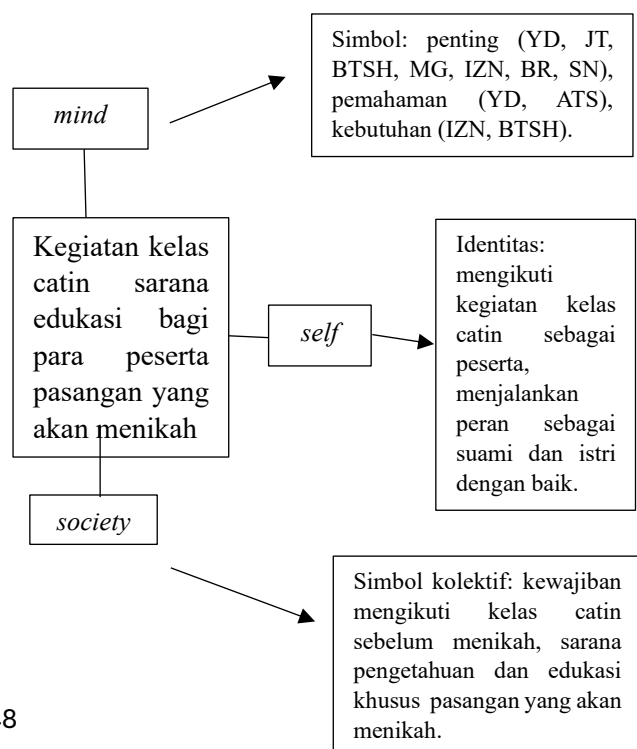 Simbol: penting (YD, JT,
BTSH, MG, IZN, BR, SN),
pemahaman (YD, ATS),
kebutuhan (IZN, BTSH).
mind
Kegiatan kelas
catin sarana
edukasi bagi
para peserta
pasangan yang
akan menikah
self
Identitas:
mengikuti
kegiatan kelas
catin sebagai
peserta,
menjalankan
peran sebagai
suami dan istri
dengan baik.
society
Simbol kolektif: kewajiban
mengikuti kelas catin
sebelum menikah, sarana
pengetahuan dan edukasi
khusus pasangan yang akan
menikah.
8